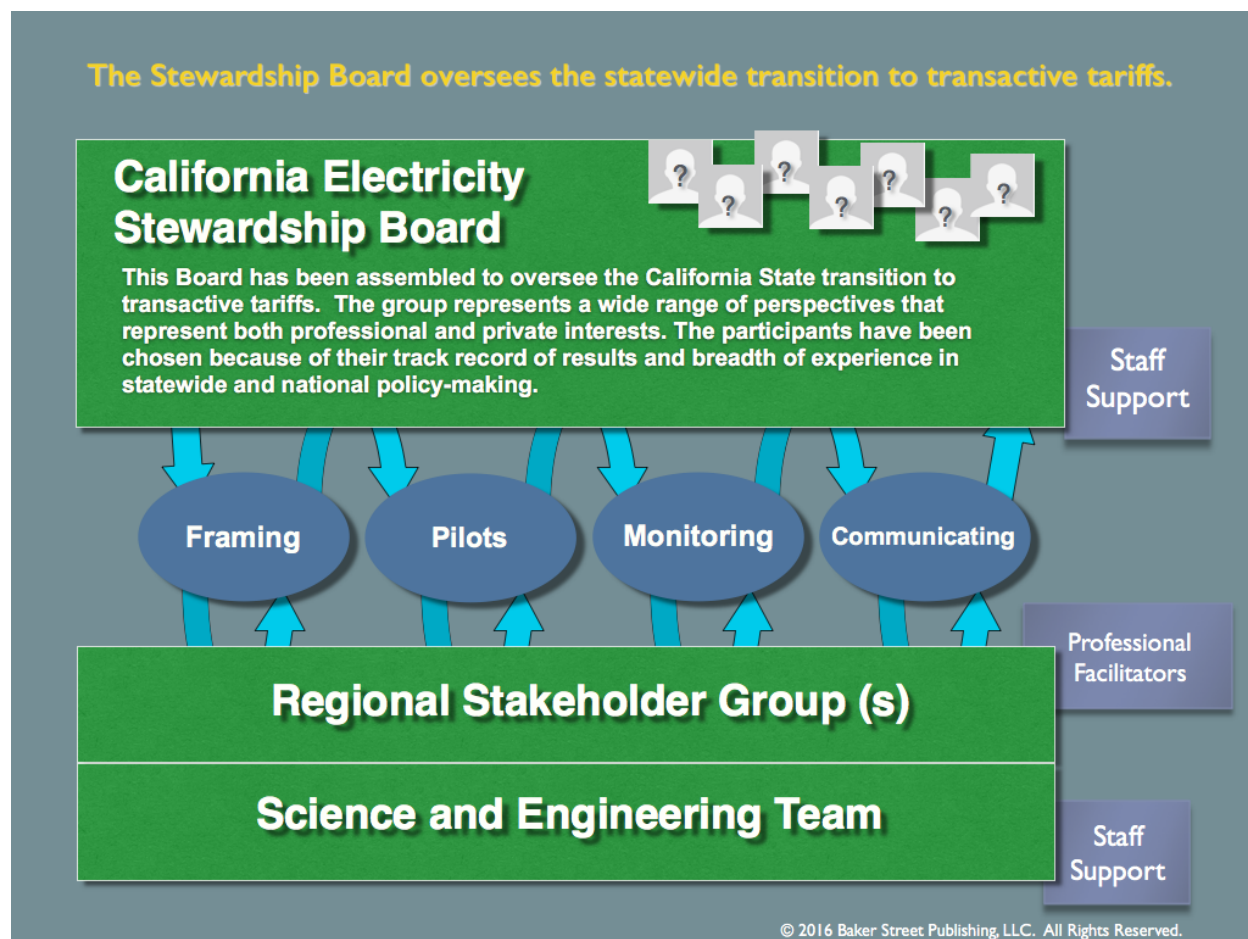 The Stewardship Board oversees the statewide transition to transactive tariffs.
California Electricity
Stewardship Board
? ? ? ? ? ? ?
This Board has been assembled to oversee the California State transition to
transactive tariffs.  The group represents a wide range of perspectives that
represent both professional and private interests. The participants have been
chosen because of their track record of results and breadth of experience in
statewide and national policy-making.
Staff
Support
Framing
Pilots
Monitoring
Communicating
Professional
Facilitators
Regional Stakeholder Group (s)
Science and Engineering Team
Staff
Support
© 2016 Baker Street Publishing, LLC.  All Rights Reserved.